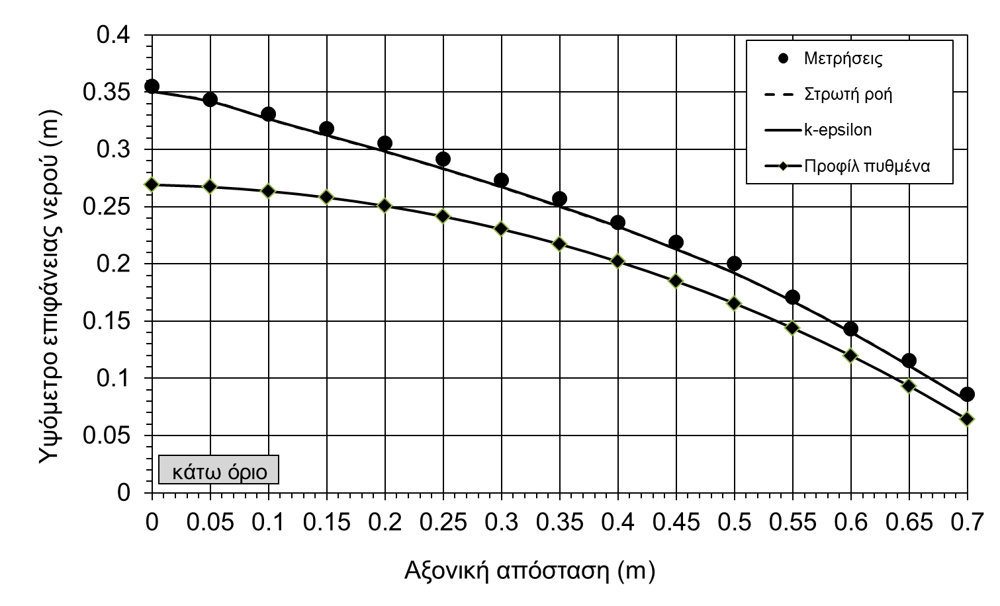 0.4
0.35
0.3
0.25
0.2
0.15
0.1
0.05
0
Υψόμετρο επιφάνειας νερού (m)
Μετρήσεις
Στρωτή ροή
k-epsilon
Προφίλ πυθμένα
κάτω όριο
0 0.05 0.1 0.15 0.2 0.25 0.3 0.35 0.4 0.45 0.5 0.55 0.6 0.65 0.7
Αξονική απόσταση (m)